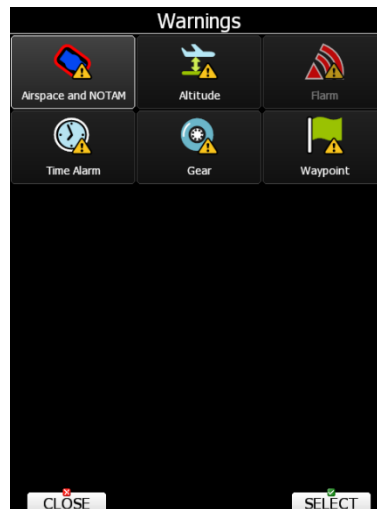 Warnings
Airspace and NOTAM
Altitude
Flarm
Time Alarm
Gear
Waypoint
CLOSE
SELECT